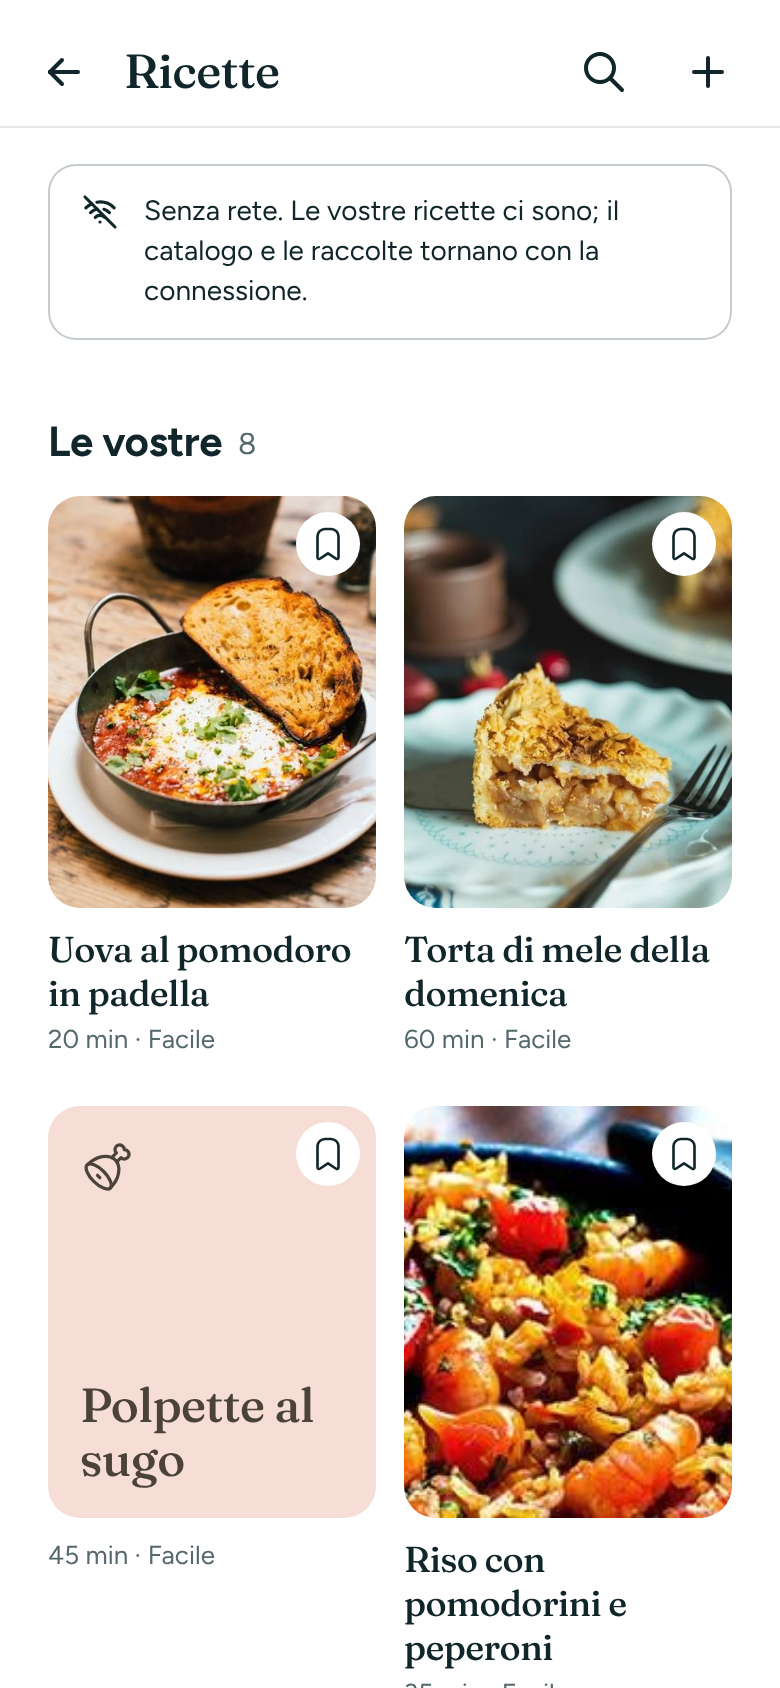 Ricette
Senza rete. Le vostre ricette ci sono; il
catalogo e le raccolte tornano con la
connessione.
Le vostre 8
Uova al pomodoro
in padella
20 min · Facile
Torta di mele della
domenica
60 min · Facile
Polpette al
sugo
45 min · Facile
Riso con
pomodorini e
peperoni